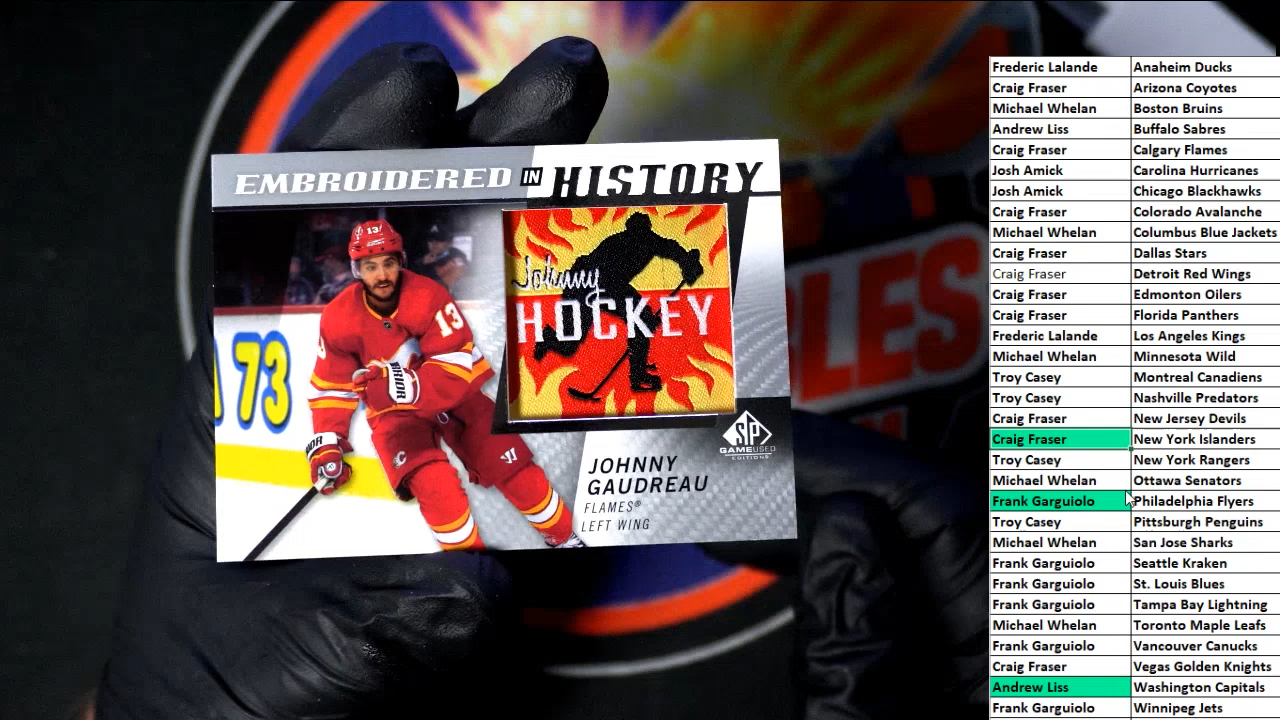 EMBROIDERED IN HISTORY
13
13
73
WARRIOR
Johnny
HOCKEY
SP
GAMEUSED
EDITIONS
JOHNNY
GAUDREAU
FLAMES®
LEFT WING
LES
Frederic Lalande Anaheim Ducks
Craig Fraser Arizona Coyotes
Michael Whelan Boston Bruins
Andrew Liss Buffalo Sabres
Craig Fraser Calgary Flames
Josh Amick Carolina Hurricanes
Josh Amick Chicago Blackhawks
Craig Fraser Colorado Avalanche
Michael Whelan Columbus Blue Jackets
Craig Fraser Dallas Stars
Craig Fraser Detroit Red Wings
Craig Fraser Edmonton Oilers
Craig Fraser Florida Panthers
Frederic Lalande Los Angeles Kings
Michael Whelan Minnesota Wild
Troy Casey Montreal Canadiens
Troy Casey Nashville Predators
Craig Fraser New Jersey Devils
Craig Fraser New York Islanders
Troy Casey New York Rangers
Michael Whelan Ottawa Senators
Frank Garguiolo Philadelphia Flyers
Troy Casey Pittsburgh Penguins
Michael Whelan San Jose Sharks
Frank Garguiolo Seattle Kraken
Frank Garguiolo St. Louis Blues
Frank Garguiolo Tampa Bay Lightning
Michael Whelan Toronto Maple Leafs
Frank Garguiolo Vancouver Canucks
Craig Fraser Vegas Golden Knights
Andrew Liss Washington Capitals
Frank Garguiolo Winnipeg Jets